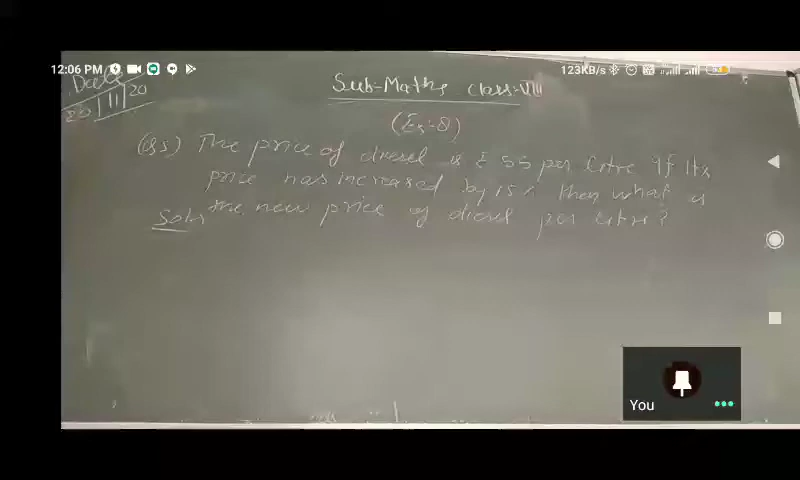 12:06 PM
123KB/s
Date
20/11/20
Sub-Maths Class-VIII
(Ex-8)
(Q5) The price of diesel is ₹ 55 per litre if its
price has increased by 15% then what is
the new price of diesel per litre?
Soln
You